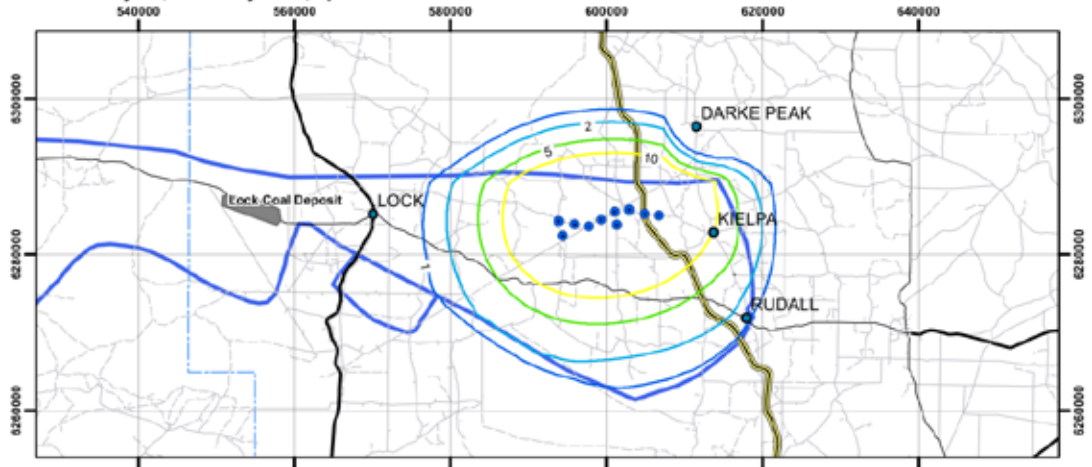 540000 560000 580000 600000 620000 640000
6300000 6300000
DARKE PEAK
2
5
10
Lock Coal Deposit
LOCK
KIELPA
6280000 6280000
1
RUDALL
6260000 6260000